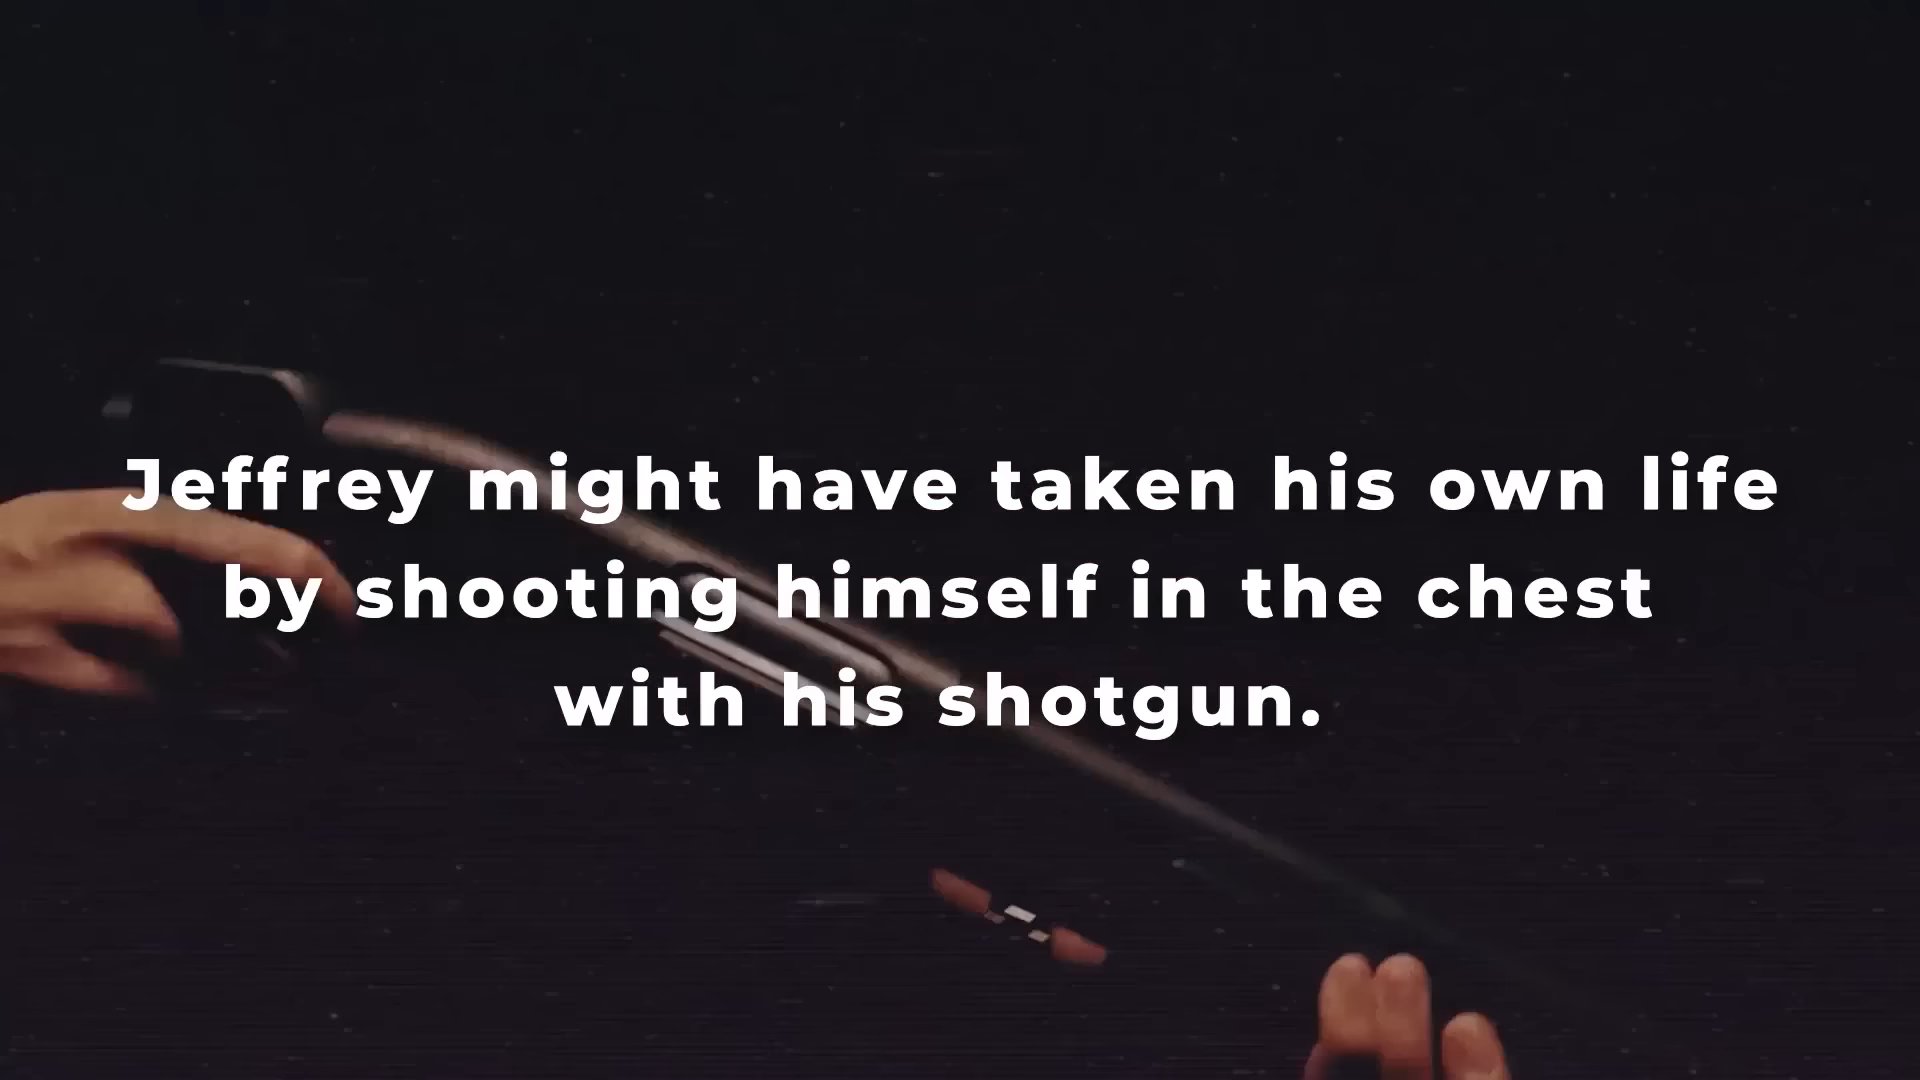 Jeffrey might have taken his own life
by shooting himself in the chest
with his shotgun.